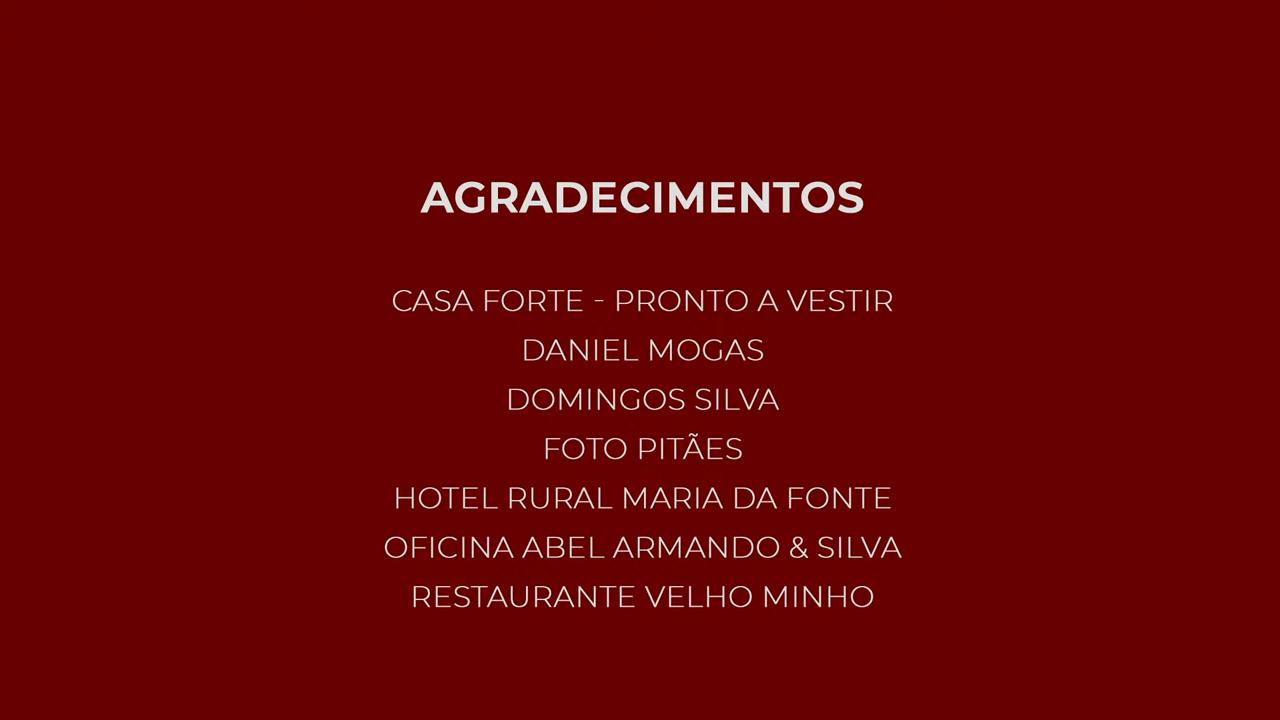 AGRADECIMENTOS
CASA FORTE - PRONTO A VESTIR
DANIEL MOGAS
DOMINGOS SILVA
FOTO PITÃES
HOTEL RURAL MARIA DA FONTE
OFICINA ABEL ARMANDO & SILVA
RESTAURANTE VELHO MINHO